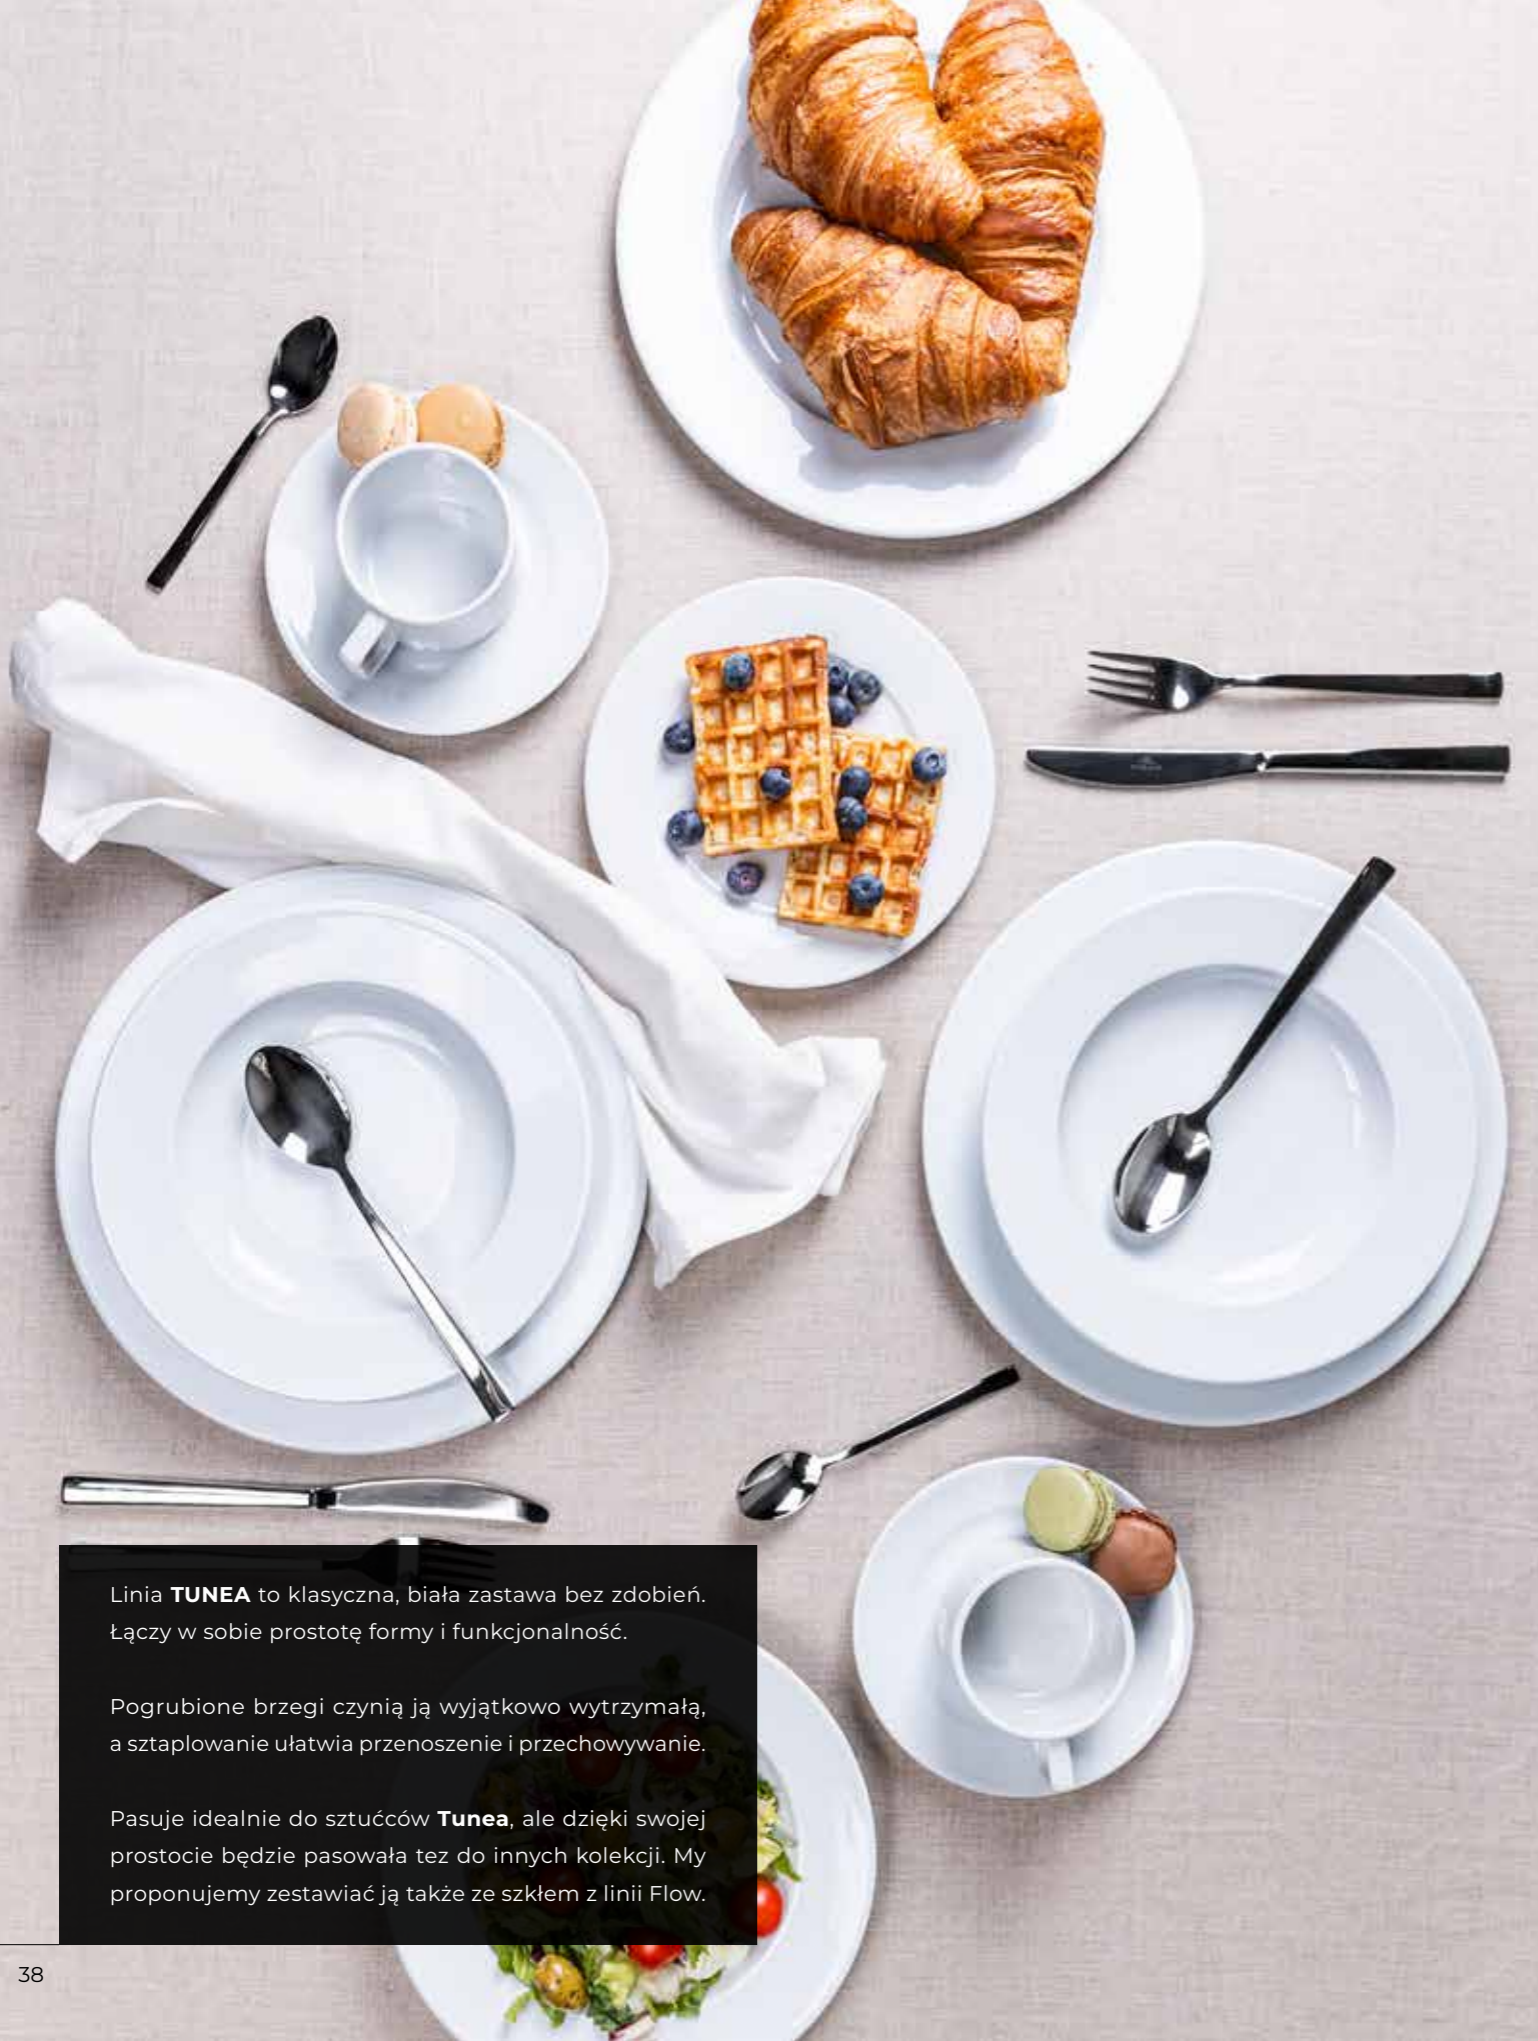 Linia TUNEA to klasyczna, biała zastawa bez zdobień.
Łączy w sobie prostotę formy i funkcjonalność.
Pogrubione brzegi czynią ją wyjątkowo wytrzymałą,
a sztaplowanie ułatwia przenoszenie i przechowywanie.
Pasuje idealnie do sztućców Tunea, ale dzięki swojej
prostocie będzie pasowała tez do innych kolekcji. My
proponujemy zestawiać ją także ze szkłem z linii Flow.
38